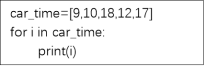 car_time=[9,10,18,12,17]
for i in car_time:
    print(i)